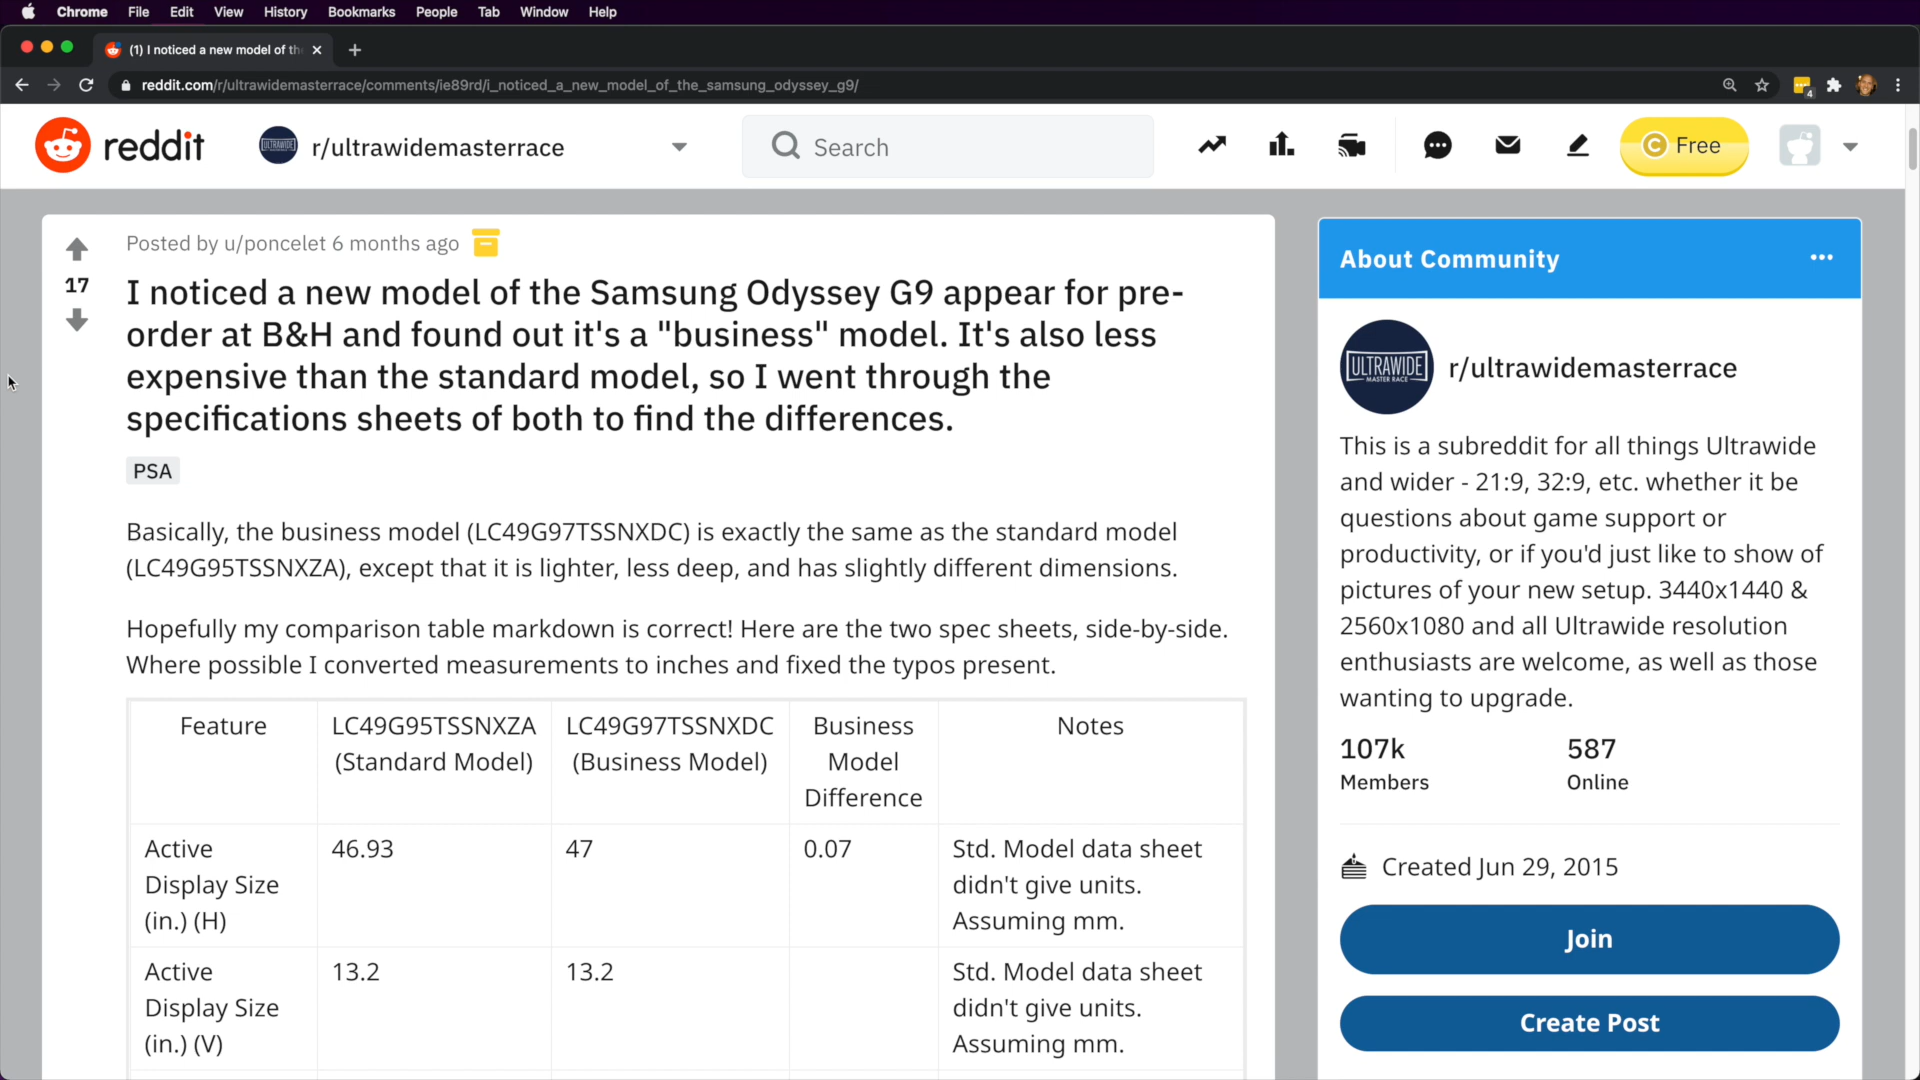 Chrome File Edit View History Bookmarks People Tab Window Help
(1) I noticed a new model of th
reddit.com/r/ultrawidemasterrace/comments/ie89rd/i_noticed_a_new_model_of_the_samsung_odyssey_g9/
4
reddit
ULTRAWIDE
r/ultrawidemasterrace
Search
C Free
Posted by u/poncelet 6 months ago
17
I noticed a new model of the Samsung Odyssey G9 appear for pre-
order at B&H and found out it's a "business" model. It's also less
expensive than the standard model, so I went through the
specifications sheets of both to find the differences.
PSA
Basically, the business model (LC49G97TSSNXDC) is exactly the same as the standard model
(LC49G95TSSNXZA), except that it is lighter, less deep, and has slightly different dimensions.
Hopefully my comparison table markdown is correct! Here are the two spec sheets, side-by-side.
Where possible I converted measurements to inches and fixed the typos present.
Feature LC49G95TSSNXZA LC49G97TSSNXDC Business Notes
(Standard Model) (Business Model) Model
Difference
Active 46.93 47 0.07 Std. Model data sheet
Display Size didn't give units.
(in.) (H) Assuming mm.
Active 13.2 13.2 Std. Model data sheet
Display Size didn't give units.
(in.) (V) Assuming mm.
About Community
ULTRAWIDE
MASTER RACE
r/ultrawidemasterrace
This is a subreddit for all things Ultrawide
and wider - 21:9, 32:9, etc. whether it be
questions about game support or
productivity, or if you'd just like to show of
pictures of your new setup. 3440x1440 &
2560x1080 and all Ultrawide resolution
enthusiasts are welcome, as well as those
wanting to upgrade.
107k 587
Members Online
Created Jun 29, 2015
Join
Create Post